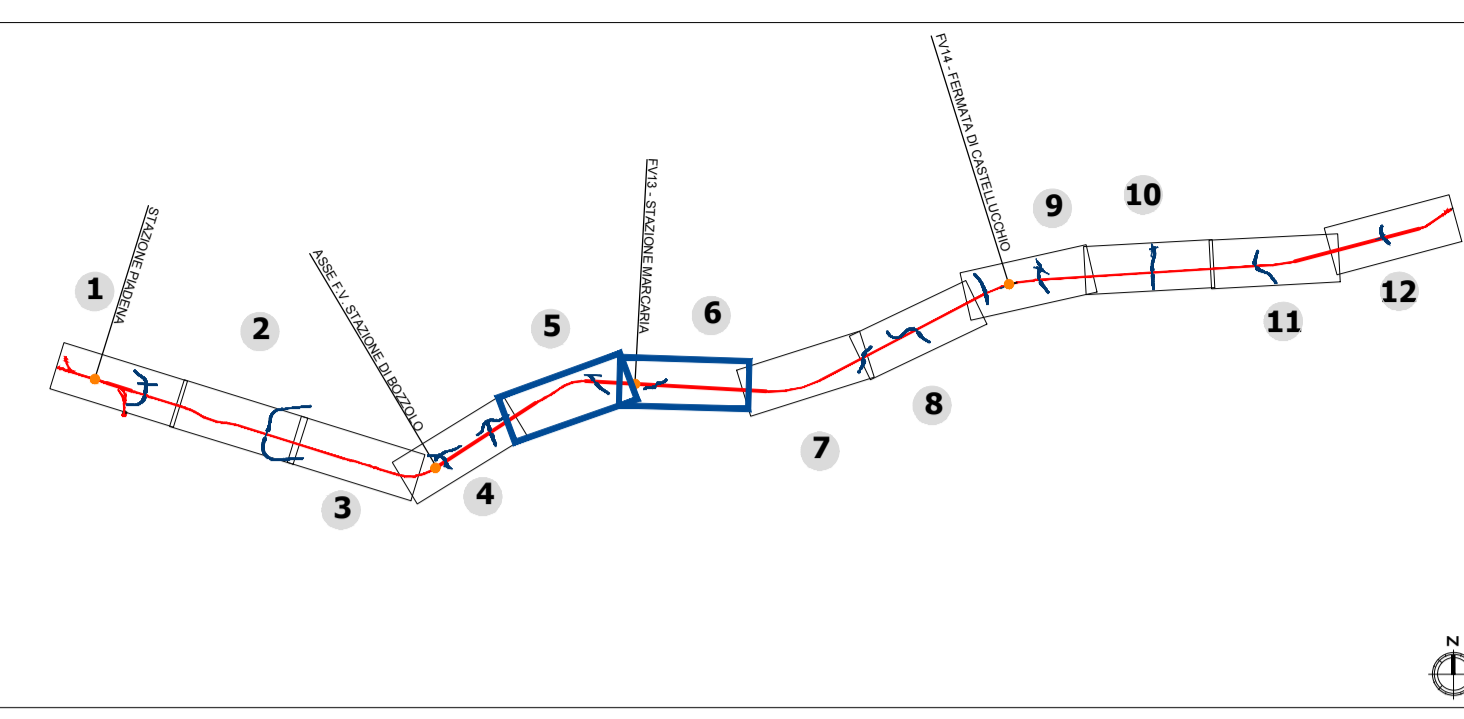 FV14 - FERMATA DI CASTELLUCCHIO
FV13 - STAZIONE MARCARIA
STAZIONE PIADENA
ASSE F.V. STAZIONE DI BOZZOLO
1
2
3
4
5
6
7
8
9
10
11
12
N